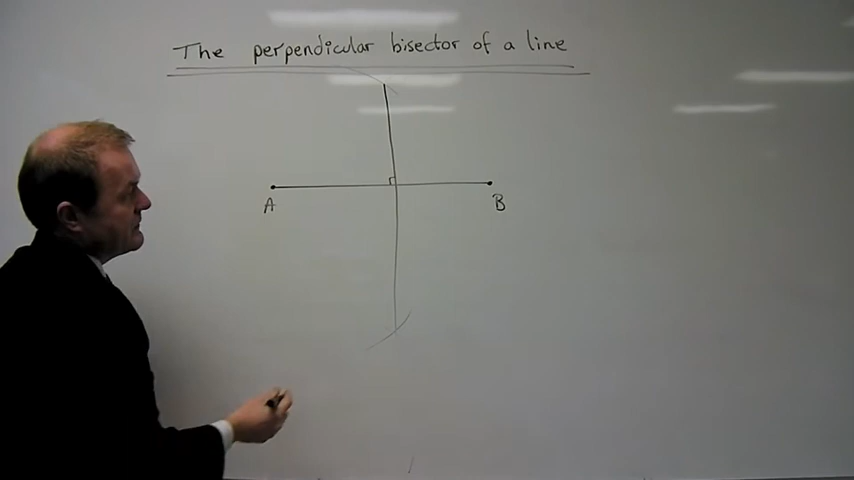 The perpendicular bisector of a line
A B